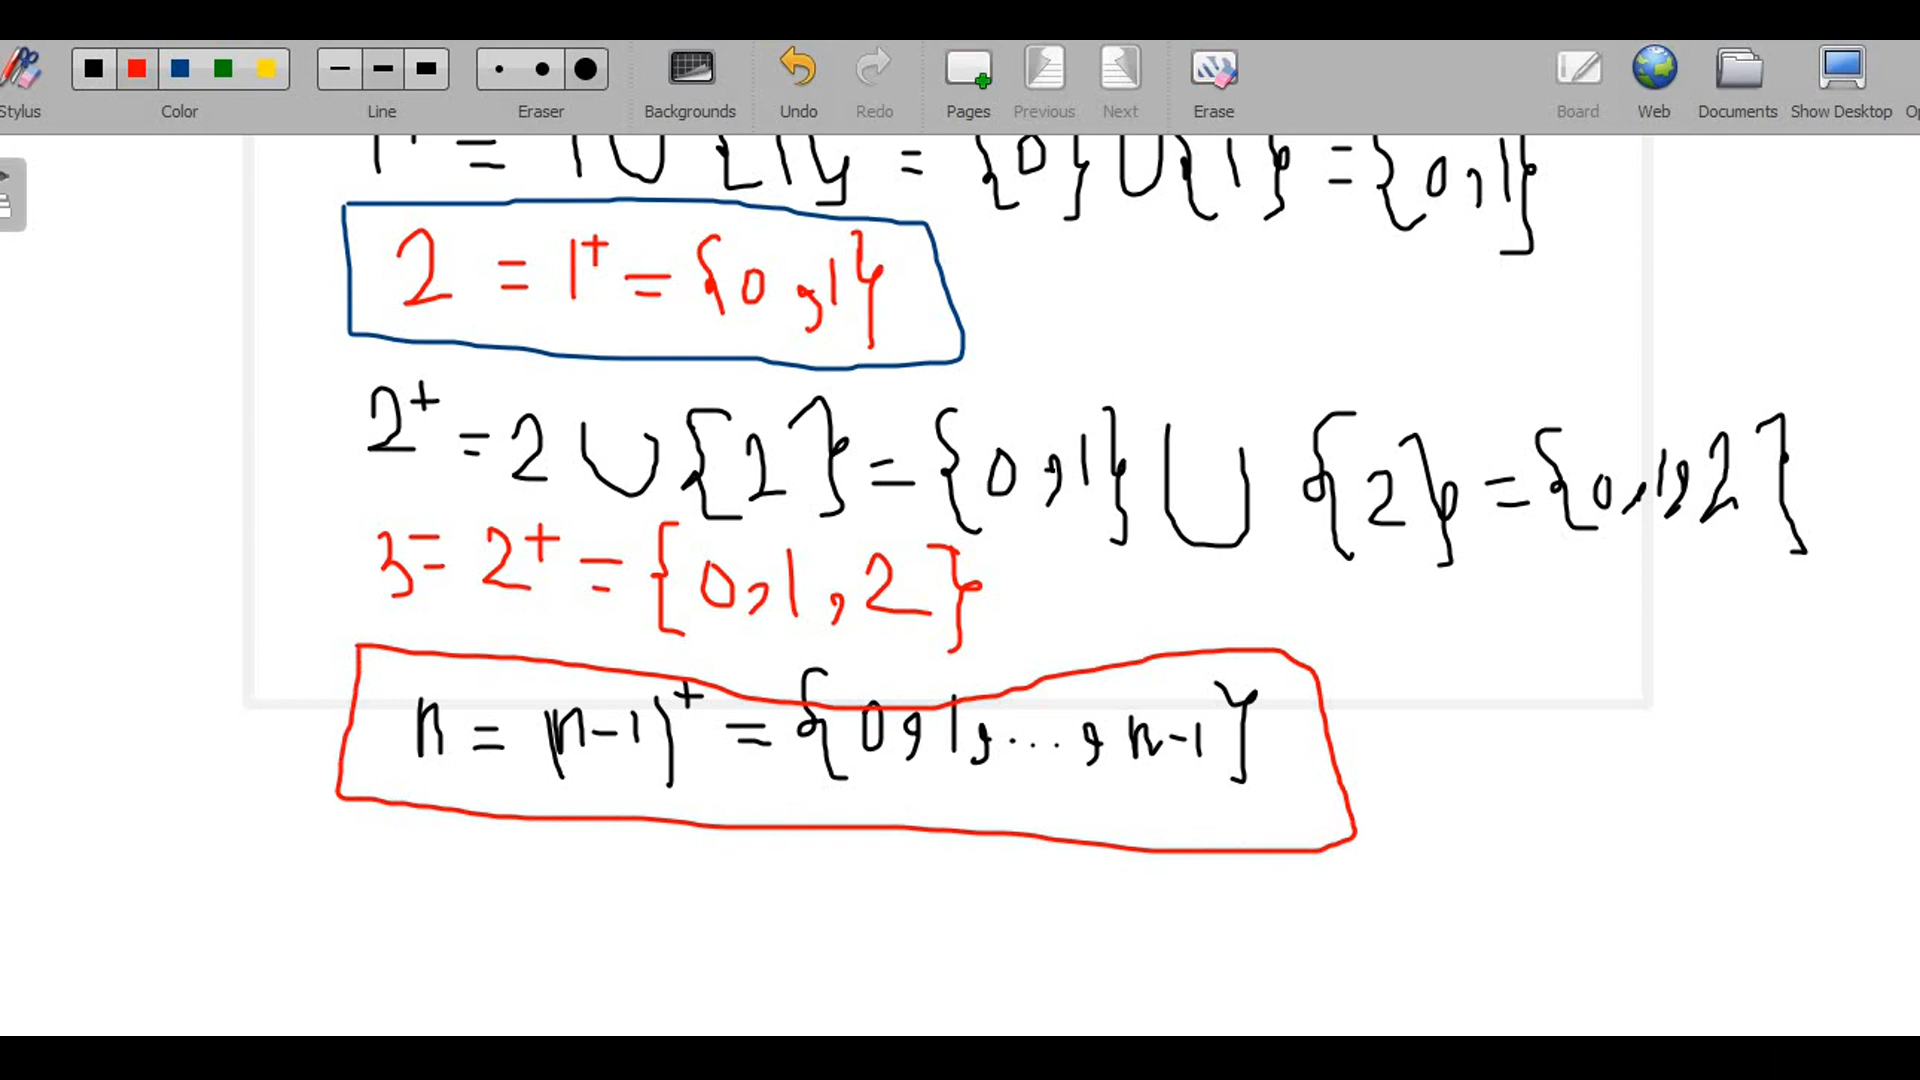 Stylus Color Line Eraser Backgrounds Undo Redo Pages Previous Next Erase Board Web Documents Show Desktop
1⁺ = 1 ∪ {1} = {0} ∪ {1} = {0,1}
2 = 1⁺ = {0,1}
2⁺ = 2 ∪ {2} = {0,1} ∪ {2} = {0,1,2}
3 = 2⁺ = {0,1,2}
n = (n-1)⁺ = {0,1,...,n-1}